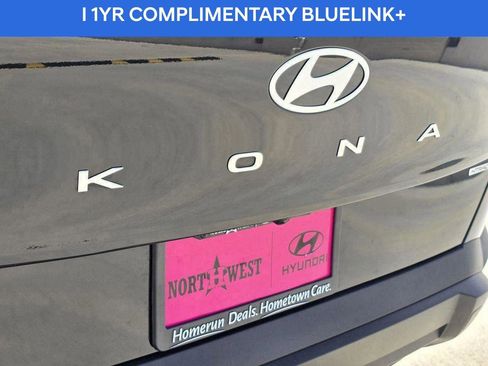 I 1YR COMPLIMENTARY BLUELINK+
KONA
NORTHWEST
HYUNDAI
Homerun Deals. Hometown Care.